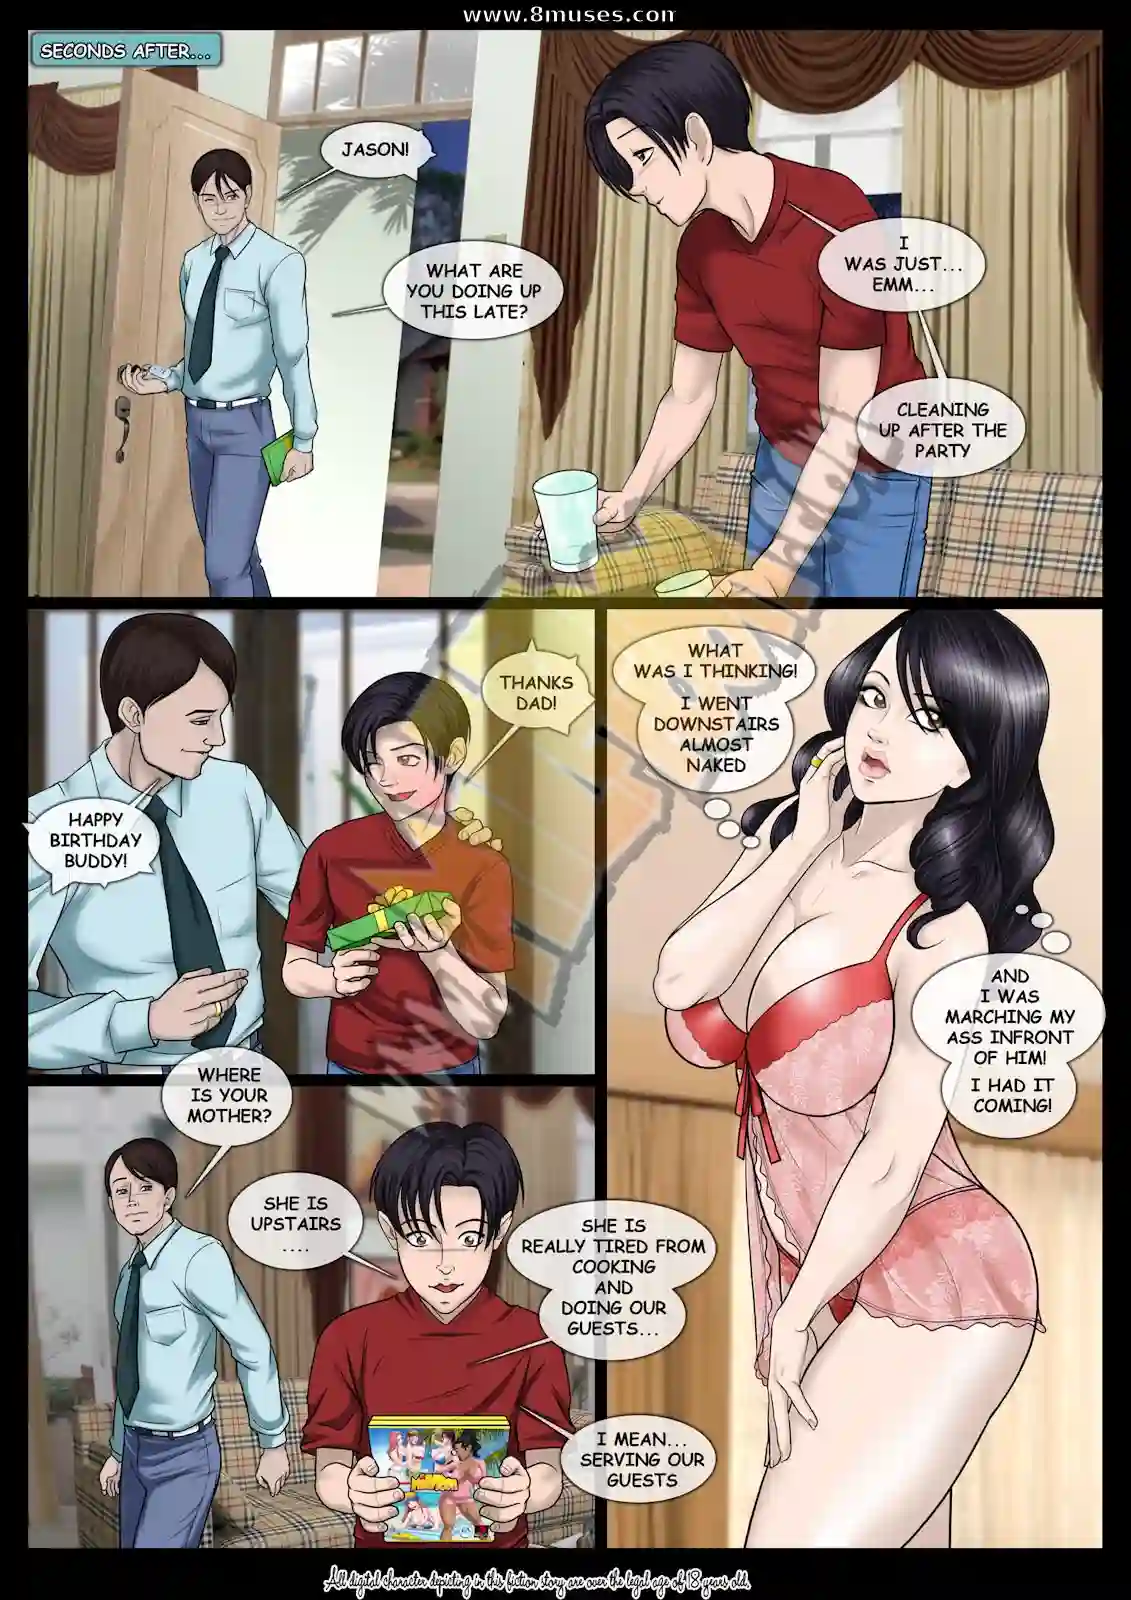 www.8muses.com
SECONDS AFTER...
JASON!
WHAT ARE
YOU DOING UP
THIS LATE?
I
WAS JUST...
EMM...
CLEANING
UP AFTER THE
PARTY
HAPPY
BIRTHDAY
BUDDY!
THANKS
DAD!
WHAT
WAS I THINKING!
I WENT
DOWNSTAIRS
ALMOST
NAKED
AND
I WAS
MARCHING MY
ASS INFRONT
OF HIM!
I HAD IT
COMING!
WHERE
IS YOUR
MOTHER?
SHE IS
UPSTAIRS
....
SHE IS
REALLY TIRED FROM
COOKING
AND
DOING OUR
GUESTS...
I MEAN...
SERVING OUR
GUESTS
All digital character depicting in this fiction story are over the legal age of 18 years old.